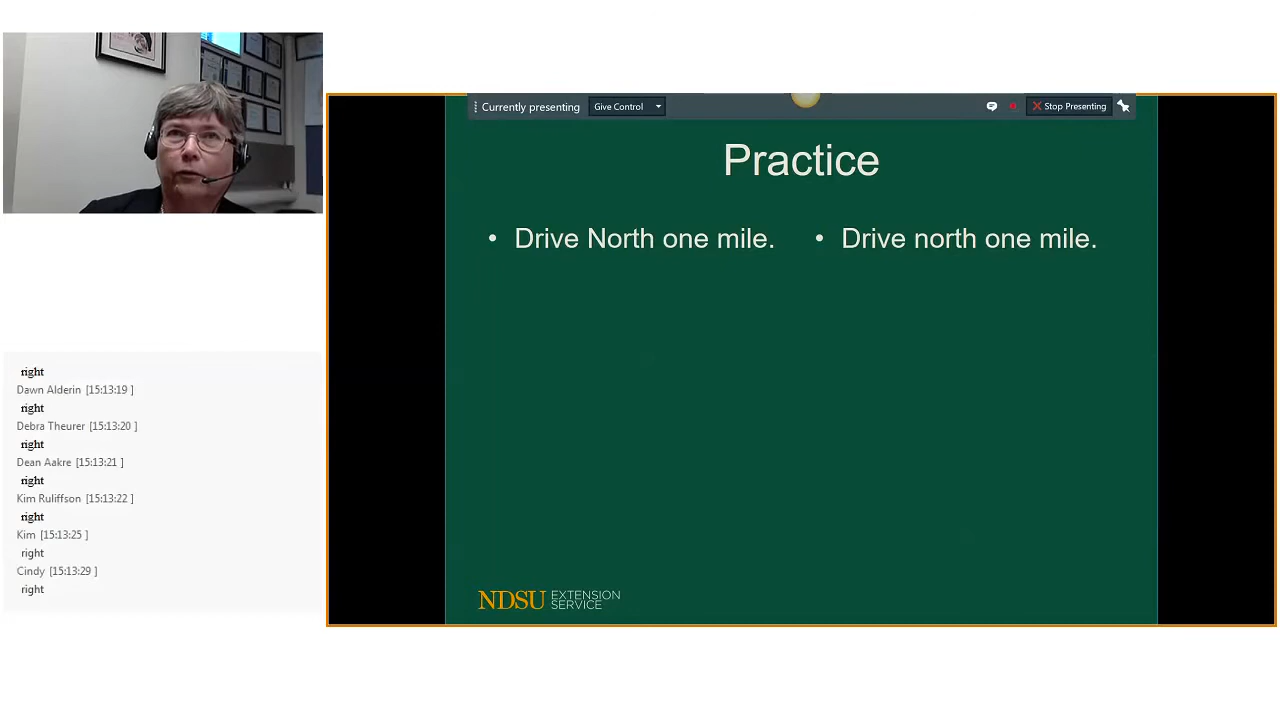 Currently presenting Give Control Stop Presenting
Practice
• Drive North one mile. • Drive north one mile.
right
Dawn Alderin [15:13:19 ]
right
Debra Theurer [15:13:20 ]
right
Dean Aakre [15:13:21 ]
right
Kim Ruliffson [15:13:22 ]
right
Kim [15:13:25 ]
right
Cindy [15:13:29 ]
right
NDSU EXTENSION
SERVICE